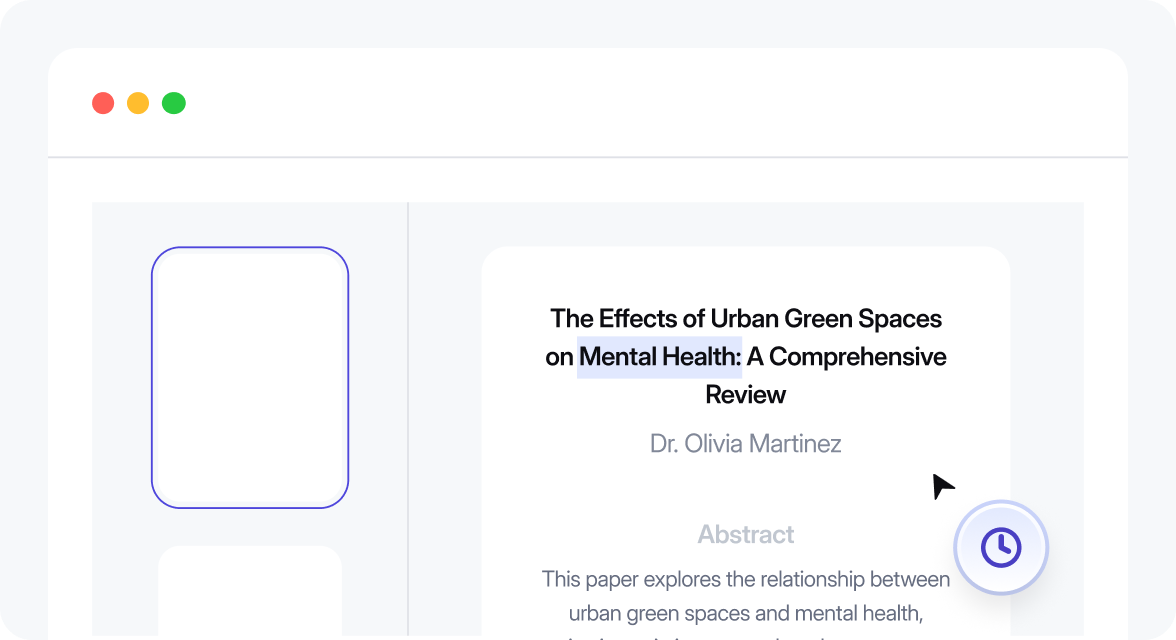 The Effects of Urban Green Spaces
on Mental Health: A Comprehensive
Review
Dr. Olivia Martinez
Abstract
This paper explores the relationship between
urban green spaces and mental health,